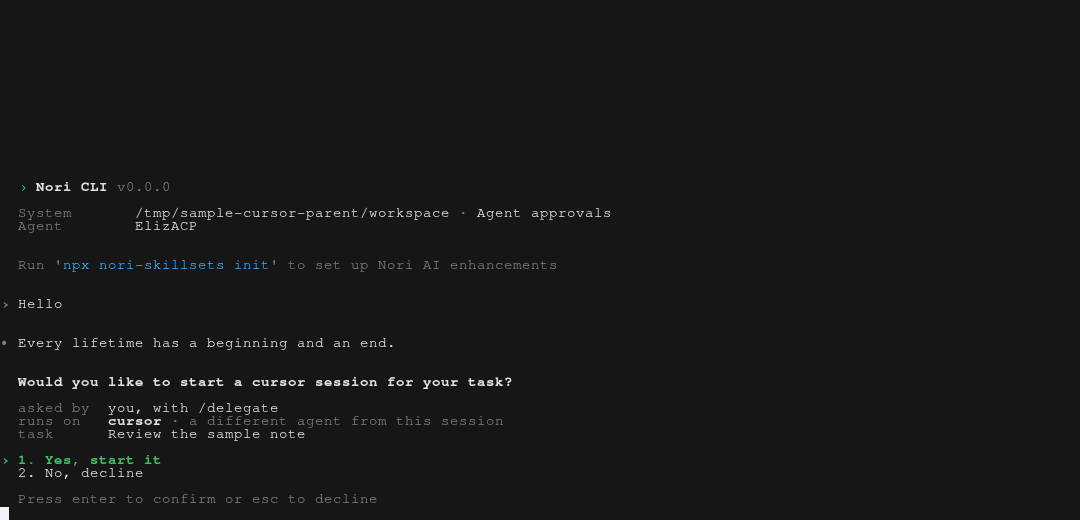 › Nori CLI v0.0.0
System /tmp/sample-cursor-parent/workspace · Agent approvals
Agent ElizACP
Run 'npx nori-skillsets init' to set up Nori AI enhancements
› Hello
• Every lifetime has a beginning and an end.
Would you like to start a cursor session for your task?
asked by you, with /delegate
runs on cursor · a different agent from this session
task Review the sample note
› 1. Yes, start it
2. No, decline
Press enter to confirm or esc to decline